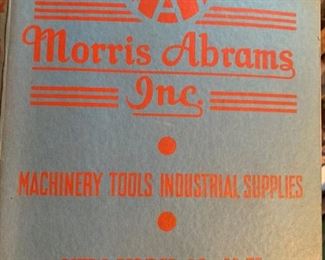 A
Morris Abrams
Inc.
MACHINERY TOOLS INDUSTRIAL SUPPLIES